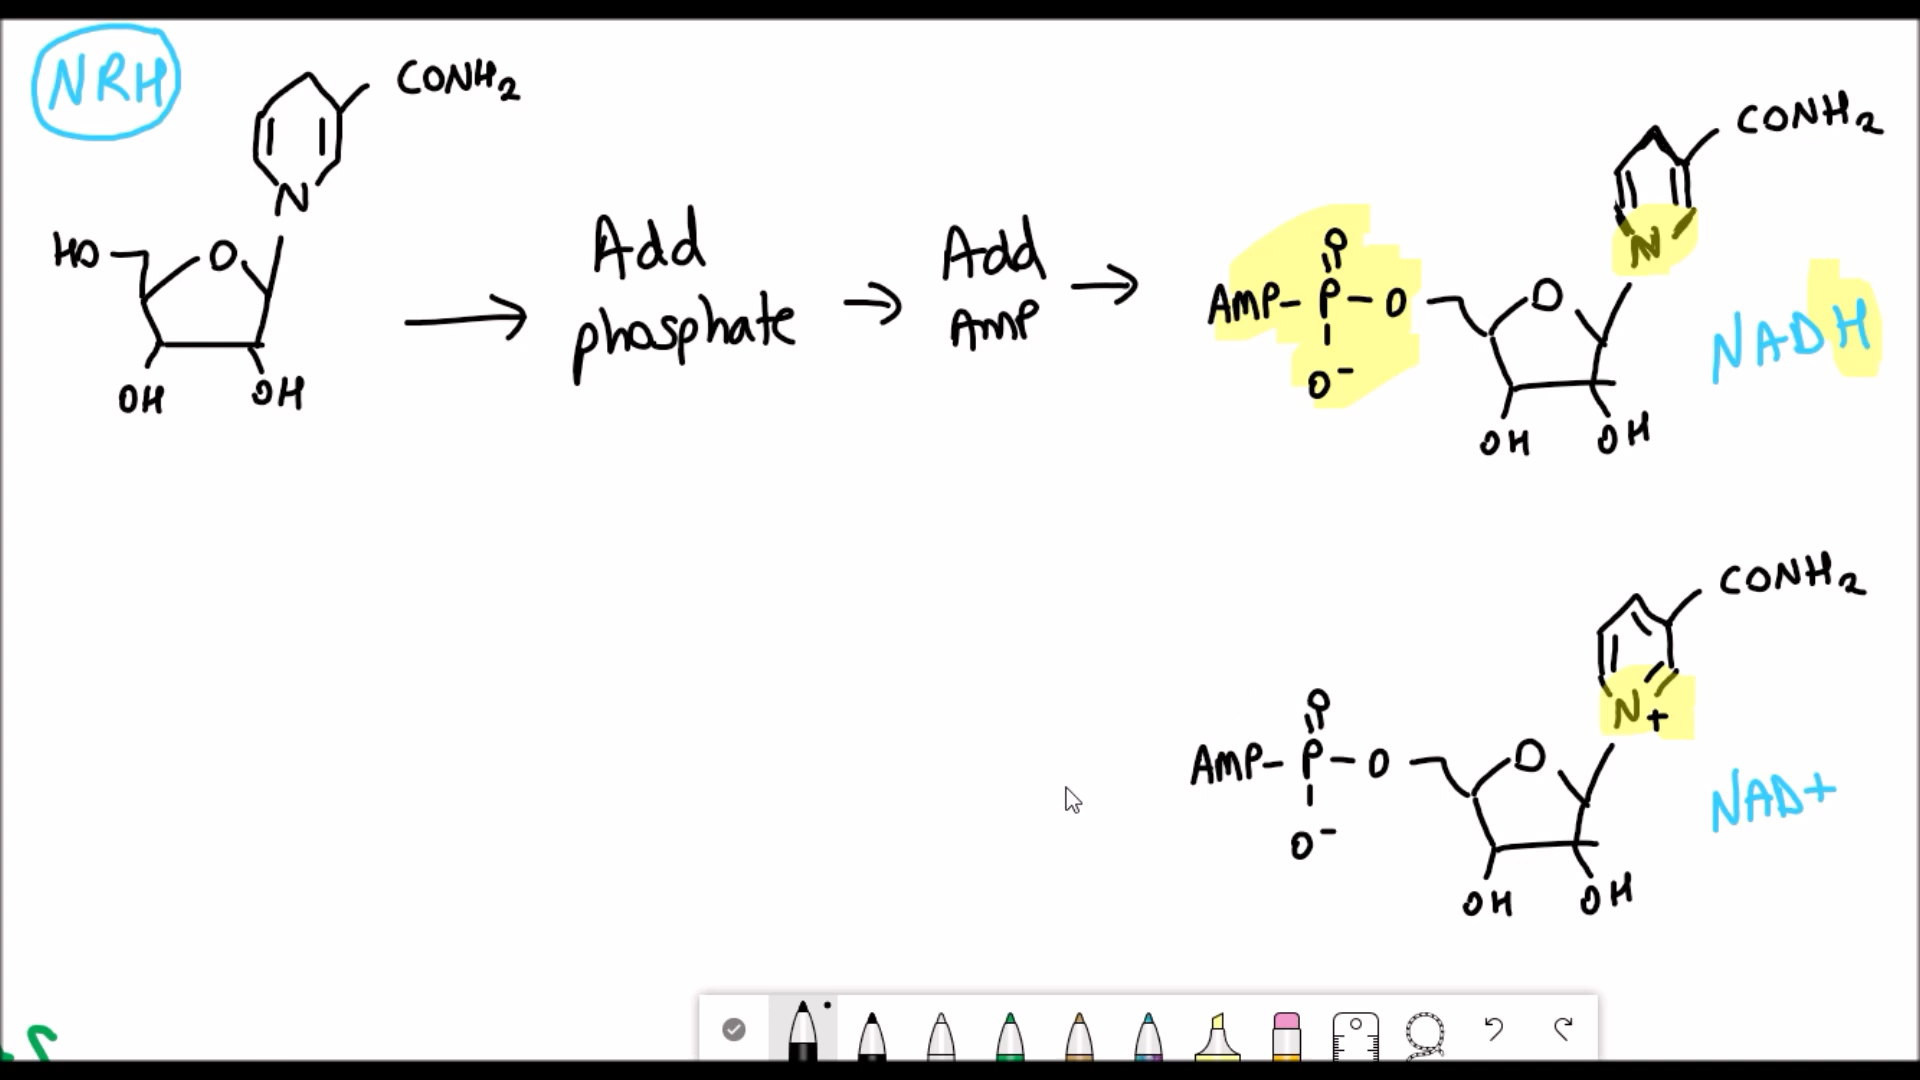 NRH
CONH2
N
HO
O
OH
OH
Add
phosphate
Add
AMP
CONH2
N
O
AMP-P-O
O-
O
OH
OH
NADH
CONH2
N+
O
AMP-P-O
O-
O
OH
OH
NAD+